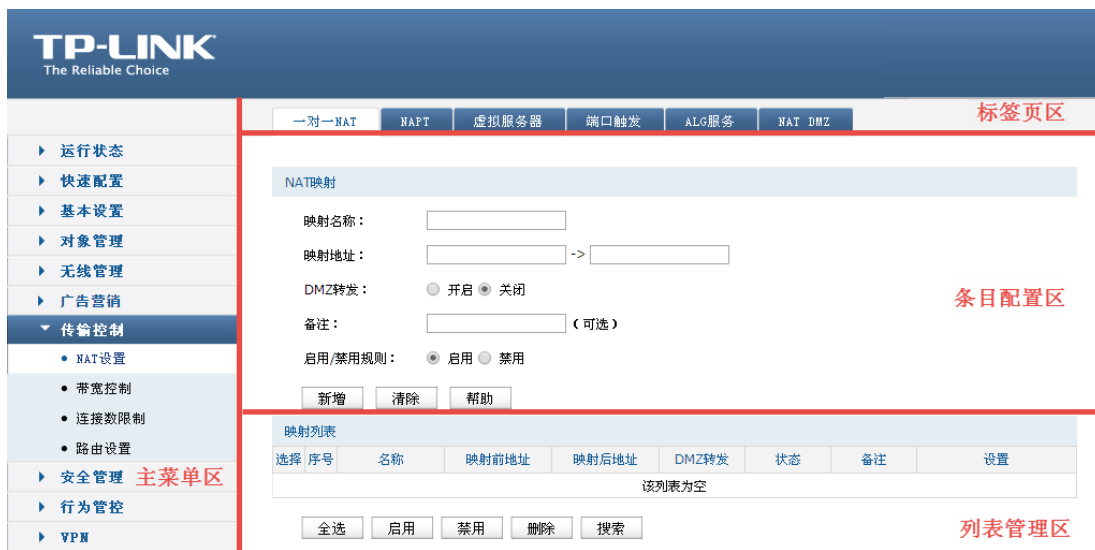 TP-LINK
The Reliable Choice
一对一NAT NAPT 虚拟服务器 端口触发 ALG服务 NAT DMZ 标签页区
运行状态
快速配置
基本设置
对象管理
无线管理
广告营销
传输控制
NAT设置
带宽控制
连接数限制
路由设置
安全管理 主菜单区
行为管控
VPN
NAT映射
映射名称：
映射地址： ->
DMZ转发： 开启 关闭
条目配置区
备注： （可选）
启用/禁用规则： 启用 禁用
新增 清除 帮助
映射列表
选择 序号 名称 映射前地址 映射后地址 DMZ转发 状态 备注 设置
该列表为空
全选 启用 禁用 删除 搜索 列表管理区